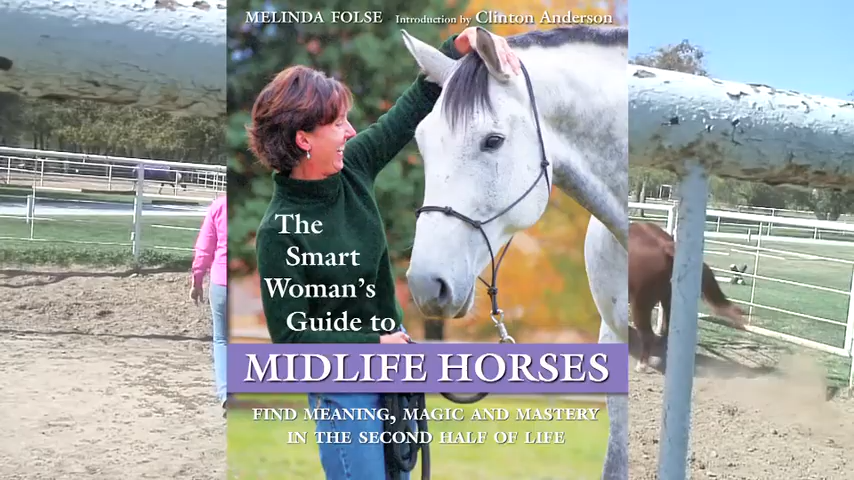 MELINDA FOLSE Introduction by Clinton Anderson
The
Smart
Woman's
Guide to
MIDLIFE HORSES
FIND MEANING, MAGIC AND MASTERY
IN THE SECOND HALF OF LIFE